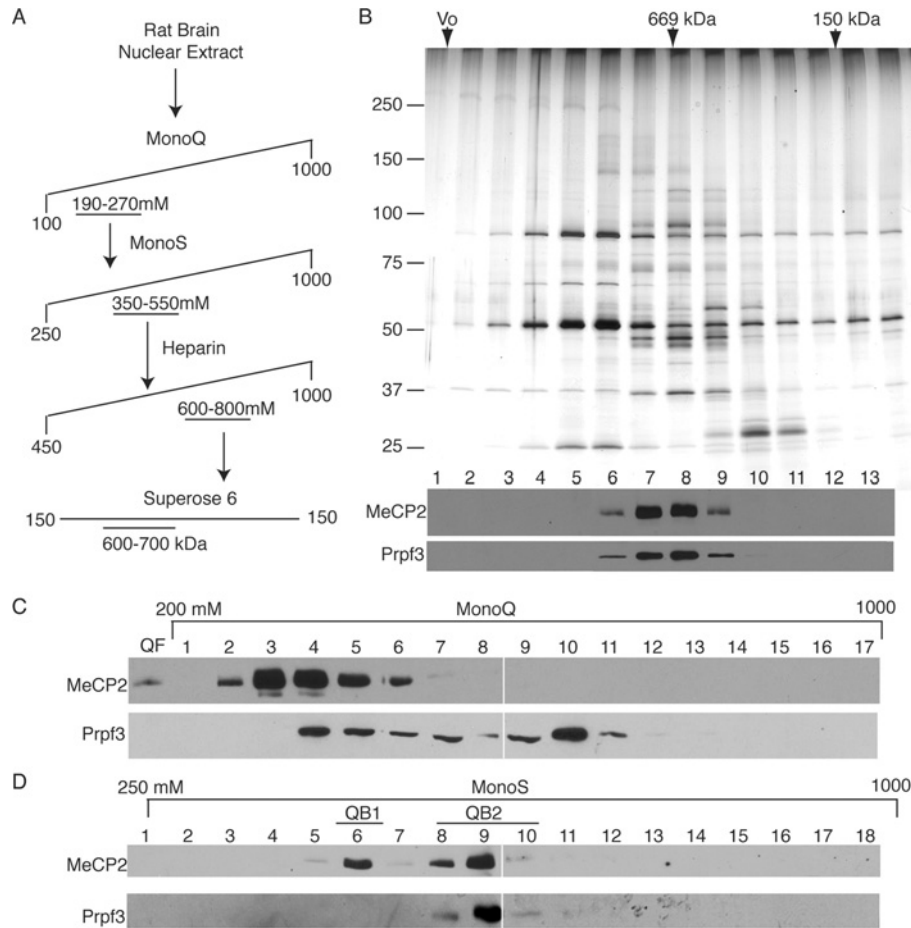 A
Rat Brain
Nuclear Extract
MonoQ
1000
100
190-270mM
MonoS
1000
250
350-550mM
Heparin
1000
450
600-800mM
Superose 6
150 150
600-700 kDa
B
Vo 669 kDa 150 kDa
250
150
100
75
50
37
25
1 2 3 4 5 6 7 8 9 10 11 12 13
MeCP2
Prpf3
C
200 mM MonoQ 1000
QF 1 2 3 4 5 6 7 8 9 10 11 12 13 14 15 16 17
MeCP2
Prpf3
D
250 mM MonoS 1000
QB1 QB2
1 2 3 4 5 6 7 8 9 10 11 12 13 14 15 16 17 18
MeCP2
Prpf3